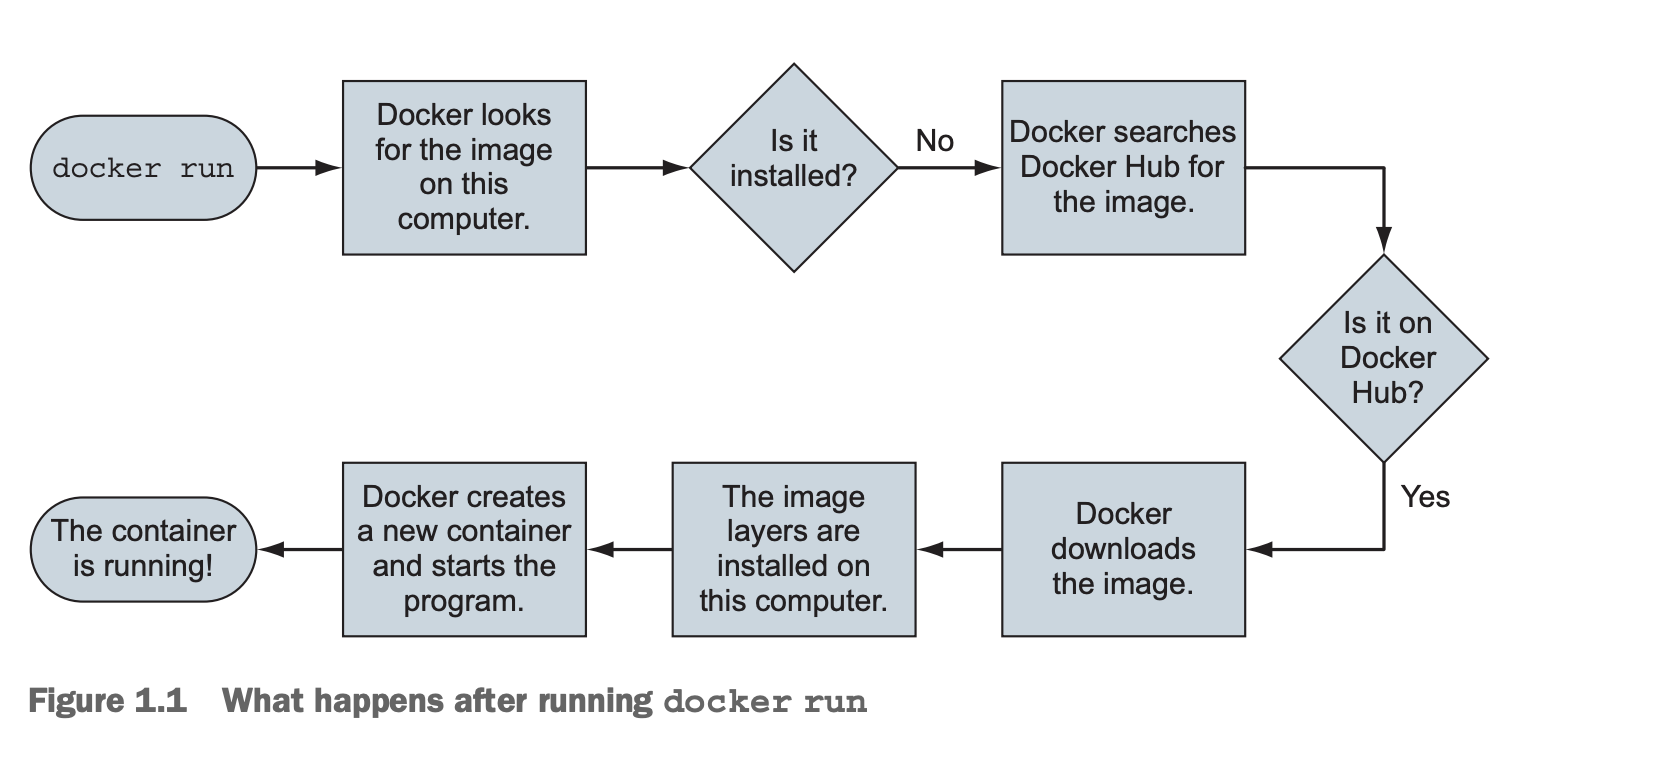 docker run
Docker looks
for the image
on this
computer.
Is it
installed?
No
Docker searches
Docker Hub for
the image.
Is it on
Docker
Hub?
Yes
Docker
downloads
the image.
The image
layers are
installed on
this computer.
Docker creates
a new container
and starts the
program.
The container
is running!
Figure 1.1 What happens after running docker run